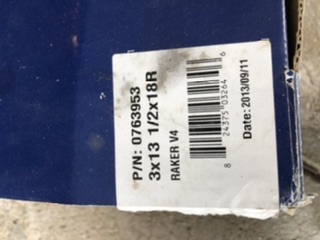 P/N: 0763953
3x13 1/2x18R
RAKER V4
8 24375 03264 6
Date: 2013/09/11